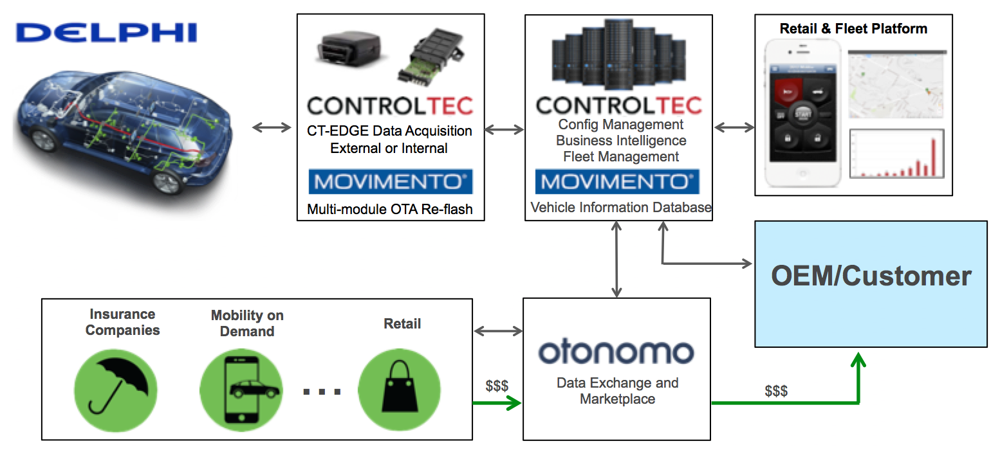 DELPHI
CONTROLTEC
CT-EDGE Data Acquisition
External or Internal
MOVIMENTO®
Multi-module OTA Re-flash
CONTROLTEC
Config Management
Business Intelligence
Fleet Management
MOVIMENTO®
Vehicle Information Database
Retail & Fleet Platform
START
OFF
OEM/Customer
Insurance
Companies
Mobility on
Demand
...
Retail
$$$
otonomo
Data Exchange and
Marketplace
$$$